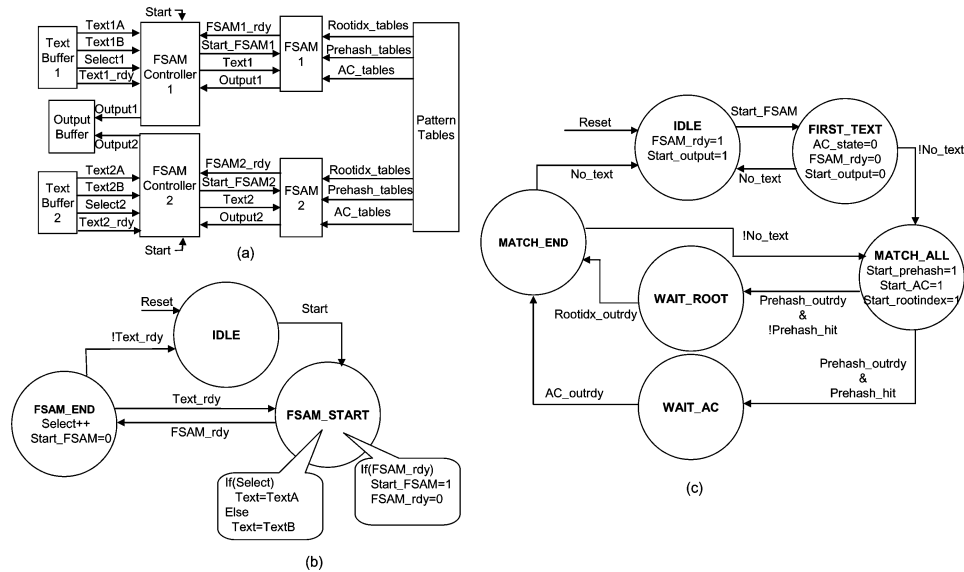 Start
Text
Buffer
1
Text1A
Text1B
Select1
Text1_rdy
FSAM
Controller
1
FSAM1_rdy
Start_FSAM1
Text1
Output1
FSAM
1
Rootidx_tables
Prehash_tables
AC_tables
Pattern
Tables
Output
Buffer
Output1
Output2
Text
Buffer
2
Text2A
Text2B
Select2
Text2_rdy
FSAM
Controller
2
FSAM2_rdy
Start_FSAM2
Text2
Output2
FSAM
2
Rootidx_tables
Prehash_tables
AC_tables
Start
(a)
Reset
IDLE
Start
!Text_rdy
FSAM_END
Select++
Start_FSAM=0
Text_rdy
FSAM_rdy
FSAM_START
If(Select)
Text=TextA
Else
Text=TextB
If(FSAM_rdy)
Start_FSAM=1
FSAM_rdy=0
(b)
Reset
IDLE
FSAM_rdy=1
Start_output=1
Start_FSAM
No_text
FIRST_TEXT
AC_state=0
FSAM_rdy=0
Start_output=0
!No_text
No_text
MATCH_END
!No_text
MATCH_ALL
Start_prehash=1
Start_AC=1
Start_rootindex=1
WAIT_ROOT
Rootidx_outrdy
Prehash_outrdy
&
!Prehash_hit
Prehash_outrdy
&
Prehash_hit
AC_outrdy
WAIT_AC
(c)